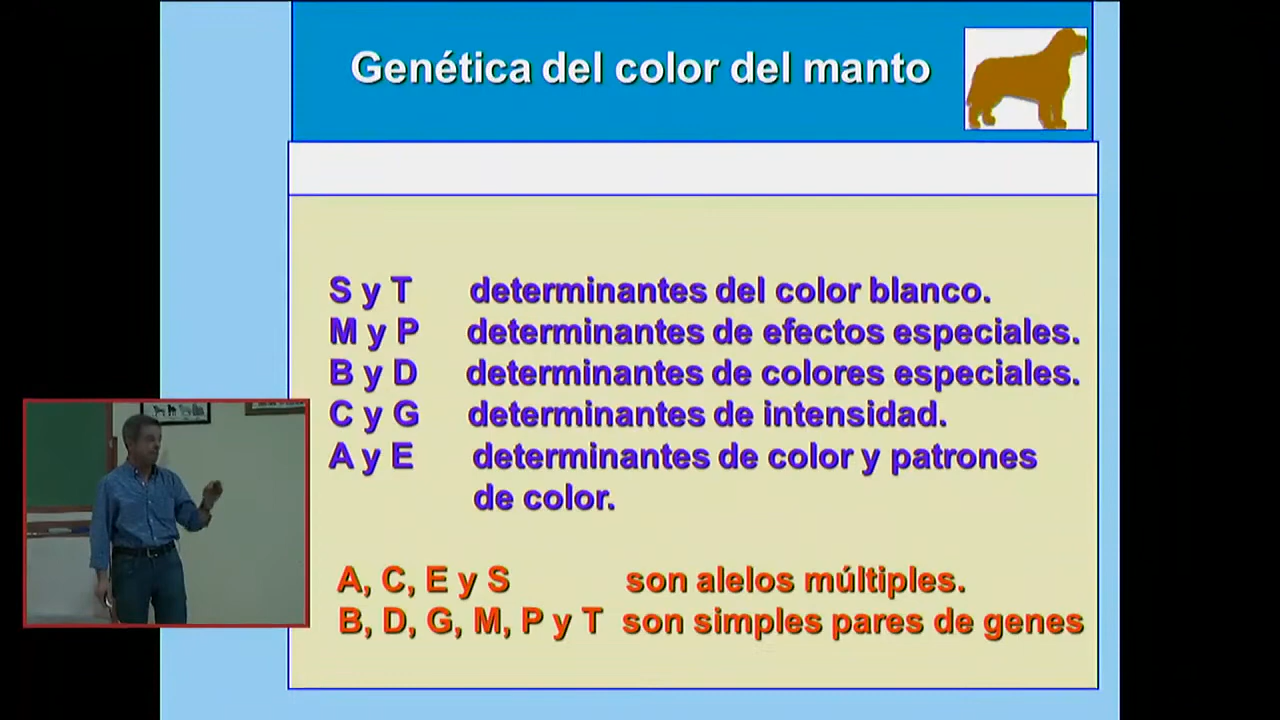 Genética del color del manto
S y T determinantes del color blanco.
M y P determinantes de efectos especiales.
B y D determinantes de colores especiales.
C y G determinantes de intensidad.
A y E determinantes de color y patrones
de color.
A, C, E y S son alelos múltiples.
B, D, G, M, P y T son simples pares de genes